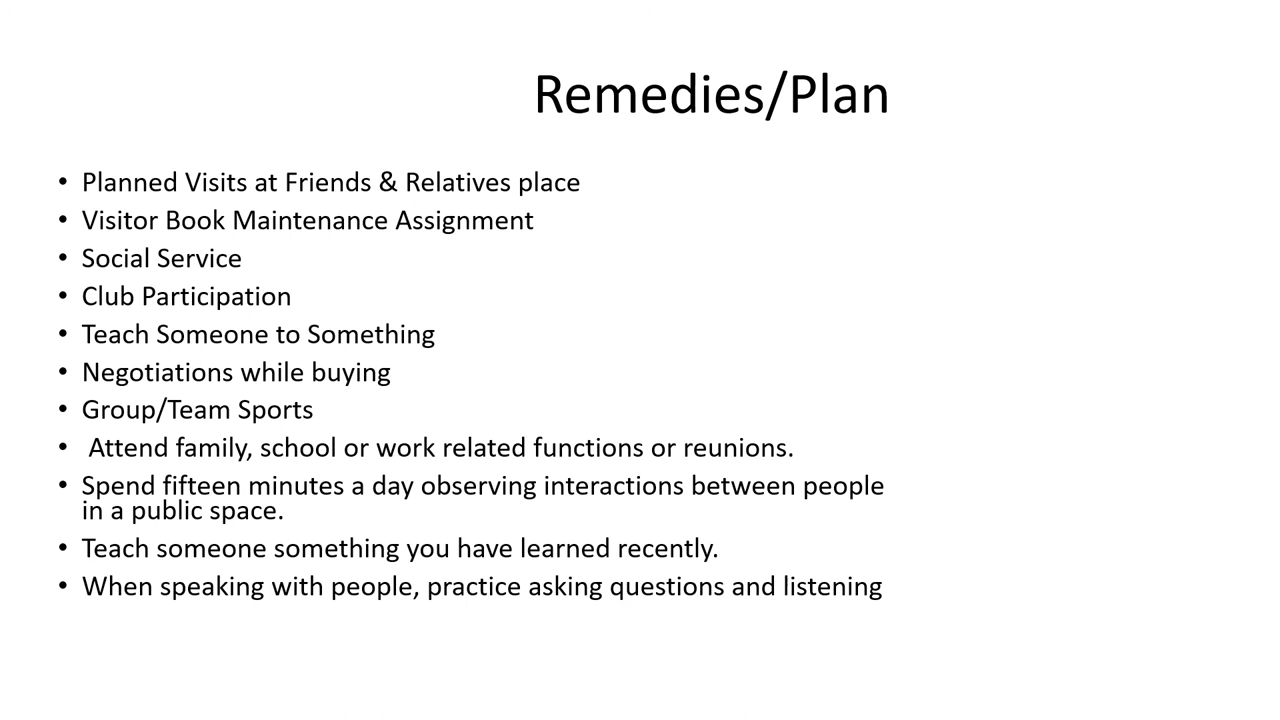 Remedies/Plan
• Planned Visits at Friends & Relatives place
• Visitor Book Maintenance Assignment
• Social Service
• Club Participation
• Teach Someone to Something
• Negotiations while buying
• Group/Team Sports
• Attend family, school or work related functions or reunions.
• Spend fifteen minutes a day observing interactions between people
in a public space.
• Teach someone something you have learned recently.
• When speaking with people, practice asking questions and listening